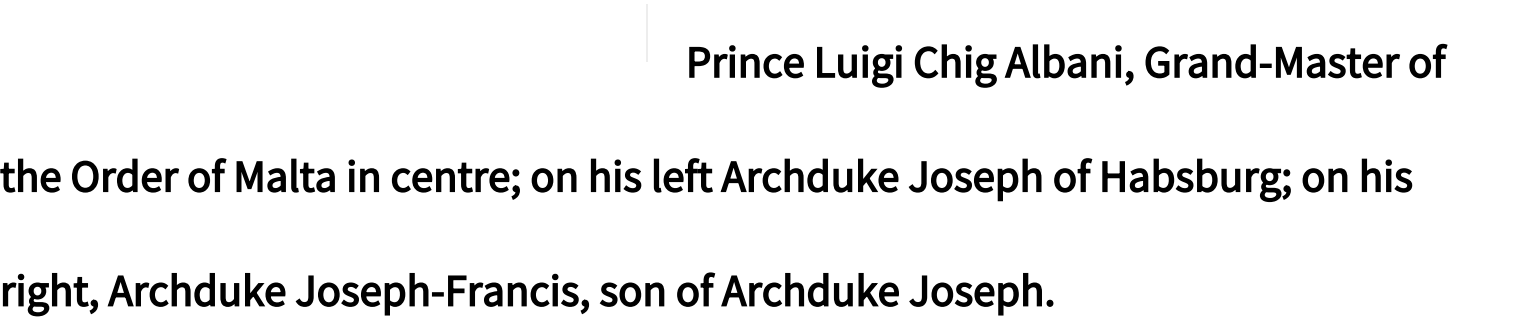 Prince Luigi Chig Albani, Grand-Master of
the Order of Malta in centre; on his left Archduke Joseph of Habsburg; on his
right, Archduke Joseph-Francis, son of Archduke Joseph.